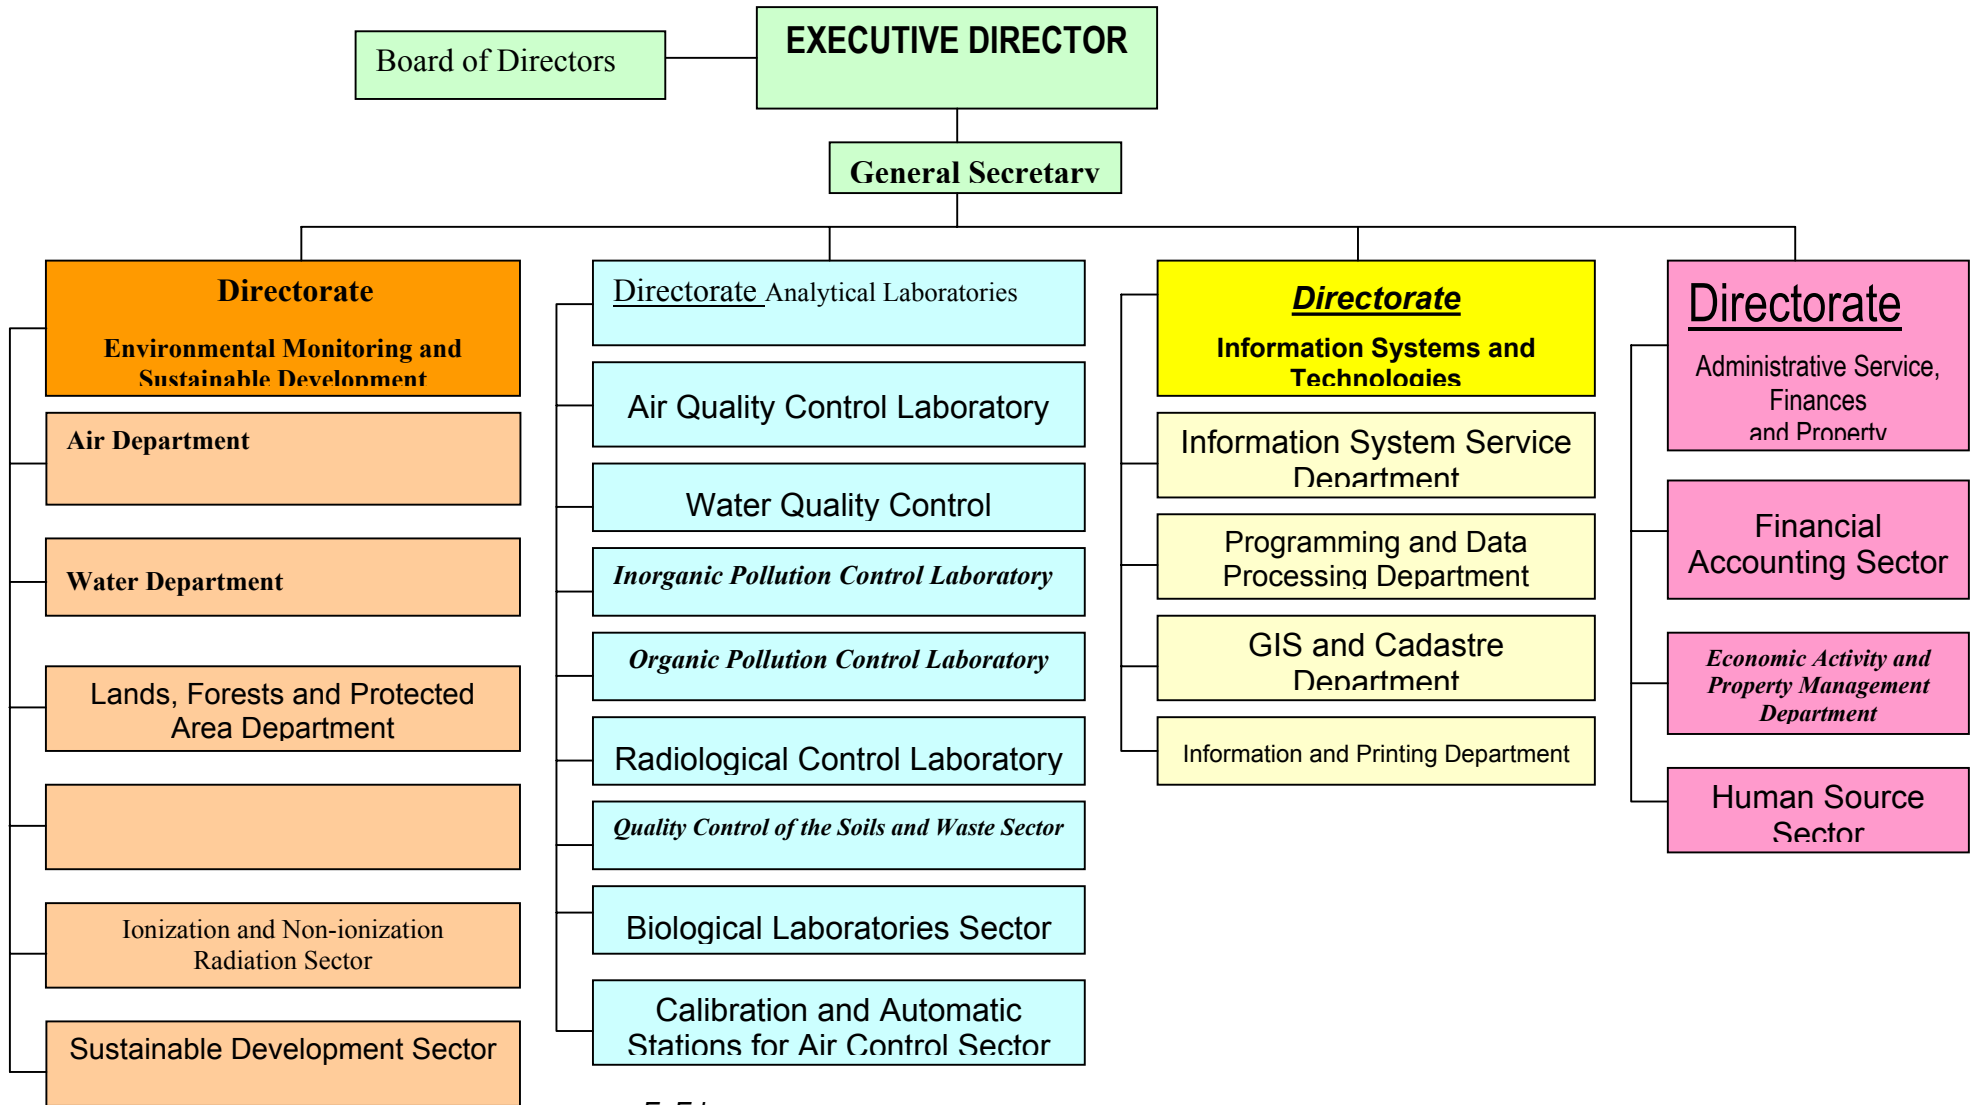 EXECUTIVE DIRECTOR
Board of Directors
General Secretary
Directorate
Environmental Monitoring and
Sustainable Development
Air Department
Water Department
Lands, Forests and Protected
Area Department
Ionization and Non-ionization
Radiation Sector
Sustainable Development Sector
Directorate Analytical Laboratories
Air Quality Control Laboratory
Water Quality Control
Inorganic Pollution Control Laboratory
Organic Pollution Control Laboratory
Radiological Control Laboratory
Quality Control of the Soils and Waste Sector
Biological Laboratories Sector
Calibration and Automatic
Stations for Air Control Sector
Directorate
Information Systems and
Technologies
Information System Service
Department
Programming and Data
Processing Department
GIS and Cadastre
Department
Information and Printing Department
Directorate
Administrative Service,
Finances
and Property
Financial
Accounting Sector
Economic Activity and
Property Management
Department
Human Source
Sector